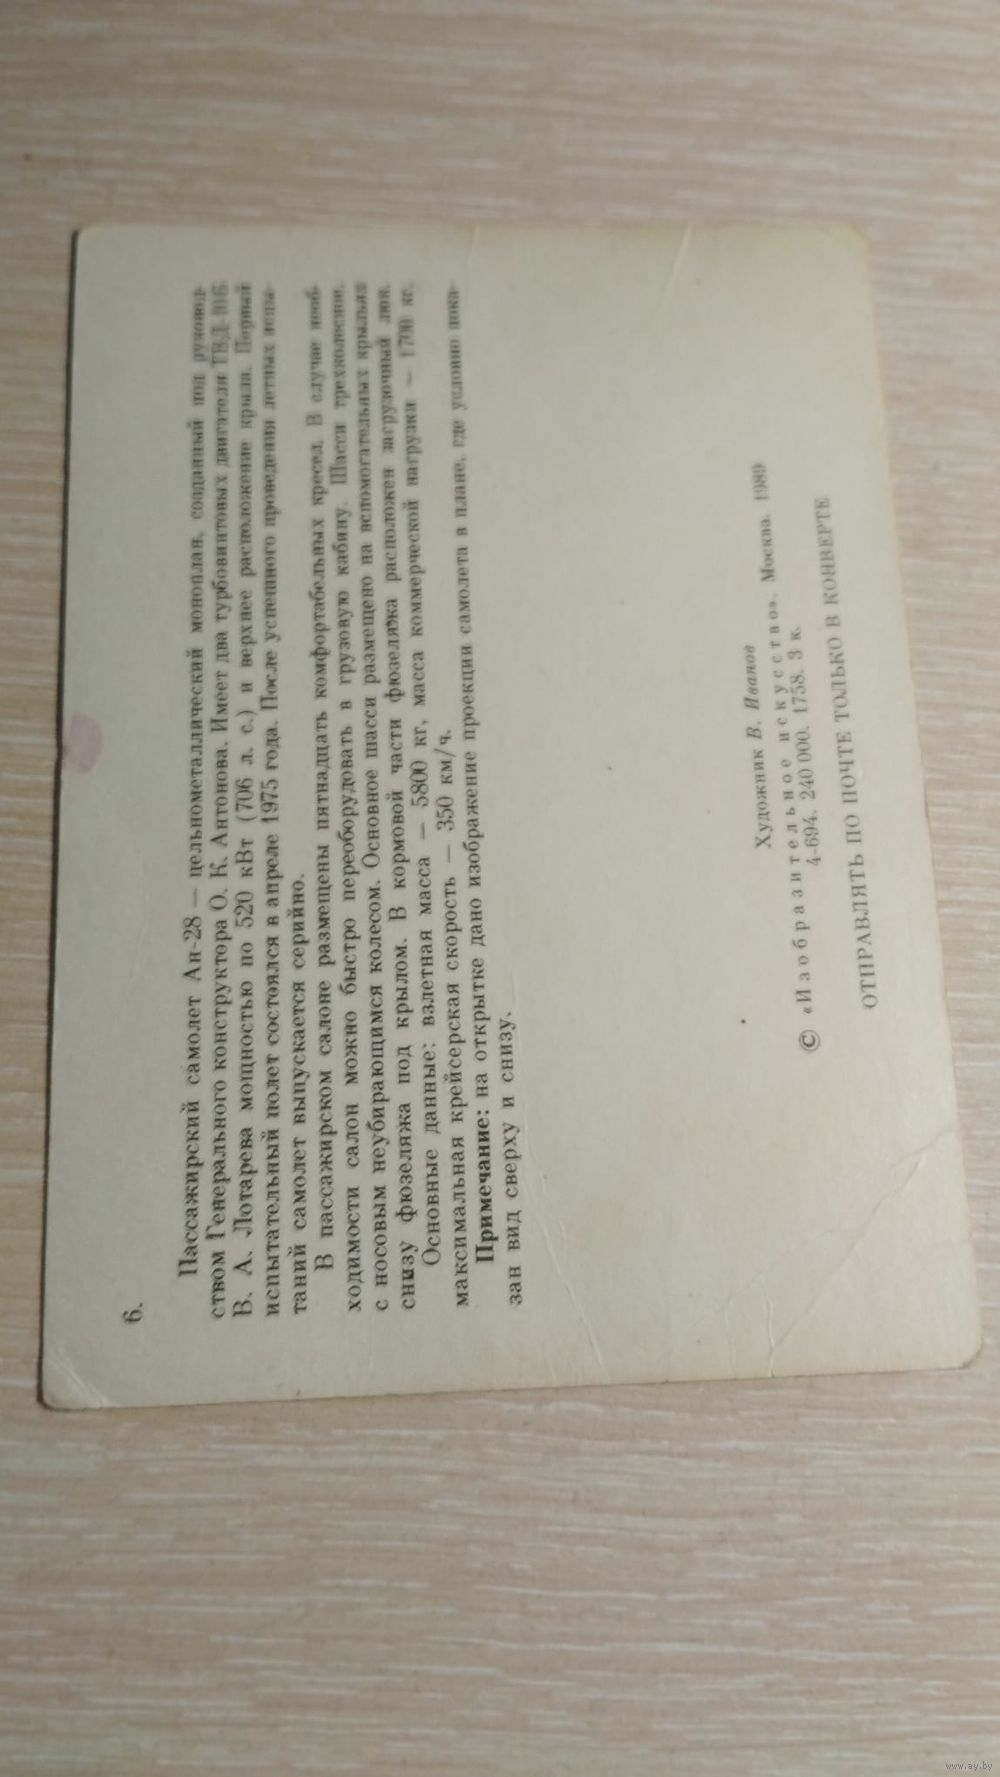 6.
Пассажирский самолет Ан-28 — цельнометаллический моноплан, созданный под руковод-
ством Генерального конструктора О. К. Антонова. Имеет два турбовинтовых двигателя ТВД-10Б
В. А. Лотарева мощностью по 520 кВт (706 л. с.) и верхнее расположение крыла. Первый
испытательный полет состоялся в апреле 1975 года. После успешного проведения летных испы-
таний самолет выпускается серийно.
В пассажирском салоне размещены пятнадцать комфортабельных кресел. В случае необ-
ходимости салон можно быстро переоборудовать в грузовую кабину. Шасси трехколесное,
с носовым неубирающимся колесом. Основное шасси размещено на вспомогательных крыльях
снизу фюзеляжа под крылом. В кормовой части фюзеляжа расположен загрузочный люк.
Основные данные: взлетная масса — 5800 кг, масса коммерческой нагрузки — 1700 кг,
максимальная крейсерская скорость — 350 км/ч.
Примечание: на открытке дано изображение проекции самолета в плане, где условно пока-
зан вид сверху и снизу.
Художник В. Иванов
© «Изобразительное искусство». Москва. 1989
4-694. 240 000. 1758. 3 к.
ОТПРАВЛЯТЬ ПО ПОЧТЕ ТОЛЬКО В КОНВЕРТЕ
www.ay.by